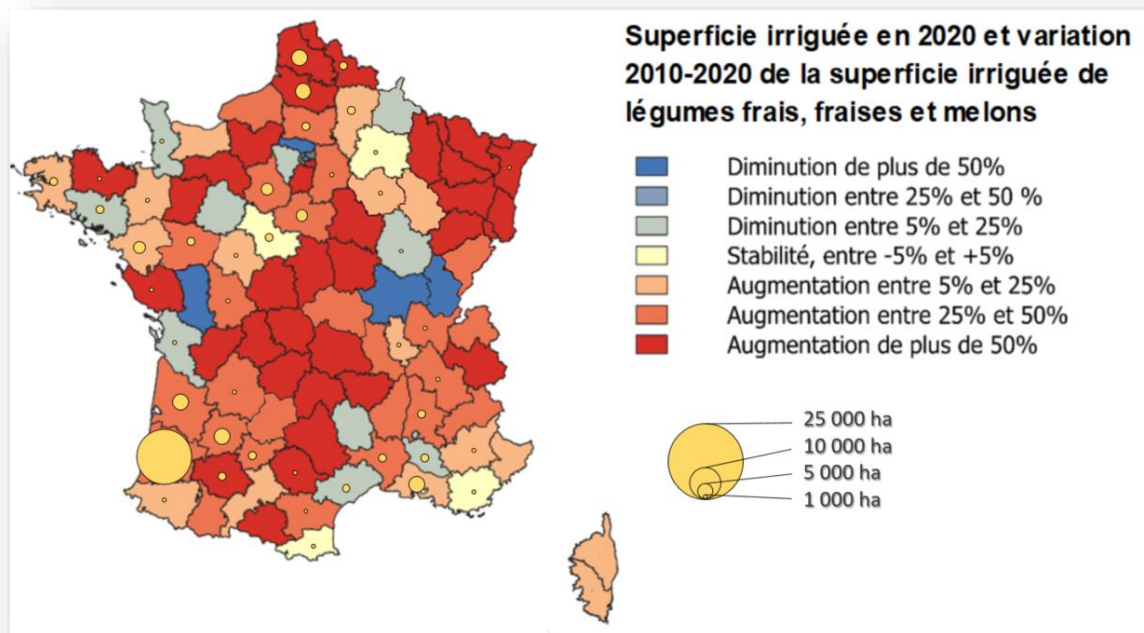 Superficie irriguée en 2020 et variation
2010-2020 de la superficie irriguée de
légumes frais, fraises et melons
Diminution de plus de 50%
Diminution entre 25% et 50 %
Diminution entre 5% et 25%
Stabilité, entre -5% et +5%
Augmentation entre 5% et 25%
Augmentation entre 25% et 50%
Augmentation de plus de 50%
25 000 ha
10 000 ha
5 000 ha
1 000 ha